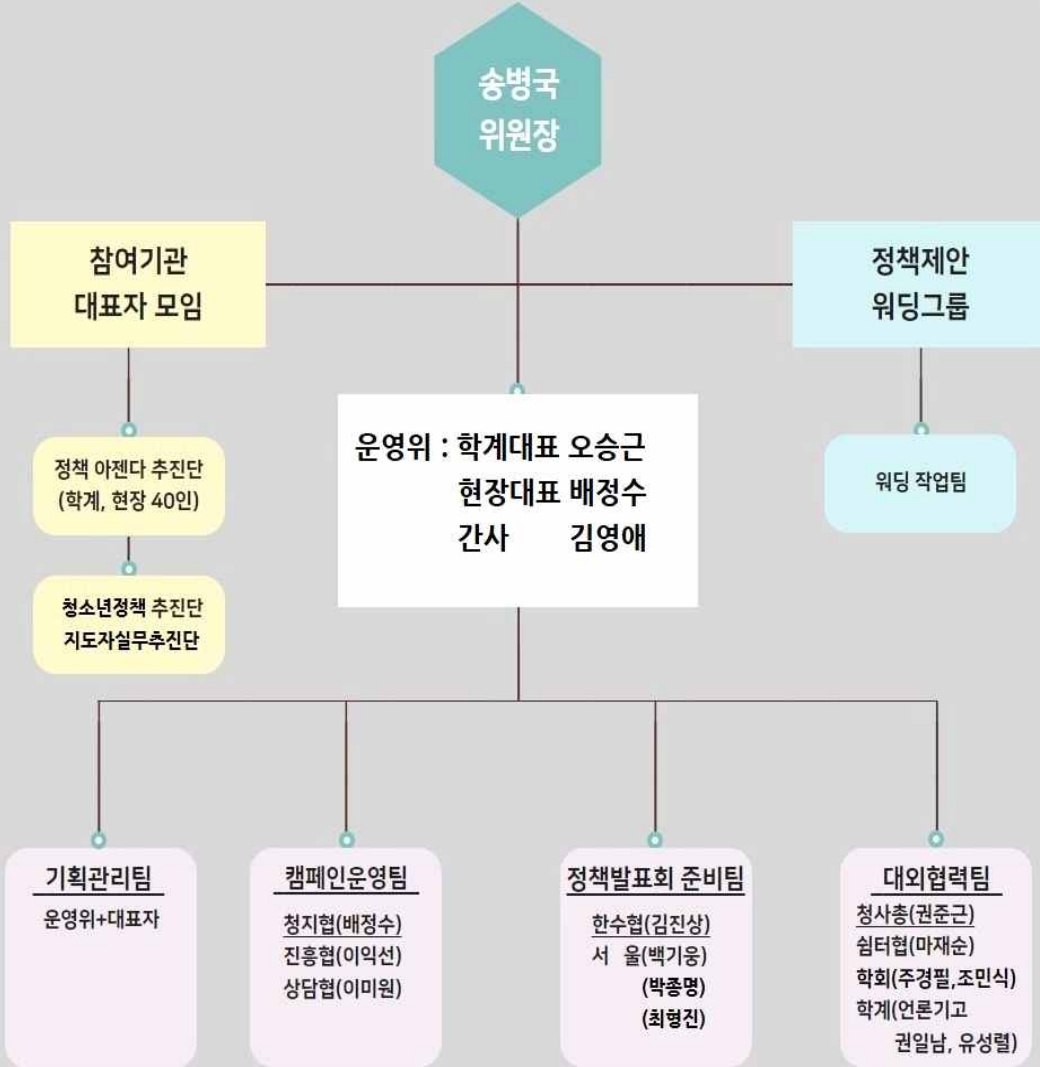 송병국
위원장
참여기관
대표자 모임
정책제안
워딩그룹
정책 아젠다 추진단
(학계, 현장 40인)
청소년정책 추진단
지도자실무추진단
운영위 : 학계대표 오승근
현장대표 배정수
간사 김영애
워딩 작업팀
기획관리팀
운영위+대표자
캠페인운영팀
청지협(배정수)
진흥협(이익선)
상담협(이미원)
정책발표회 준비팀
한수협(김진상)
서 울(백기웅)
(박종명)
(최형진)
대외협력팀
청사총(권준근)
쉼터협(마재순)
학회(주경필,조민식)
학계(언론기고
권일남, 유성렬)